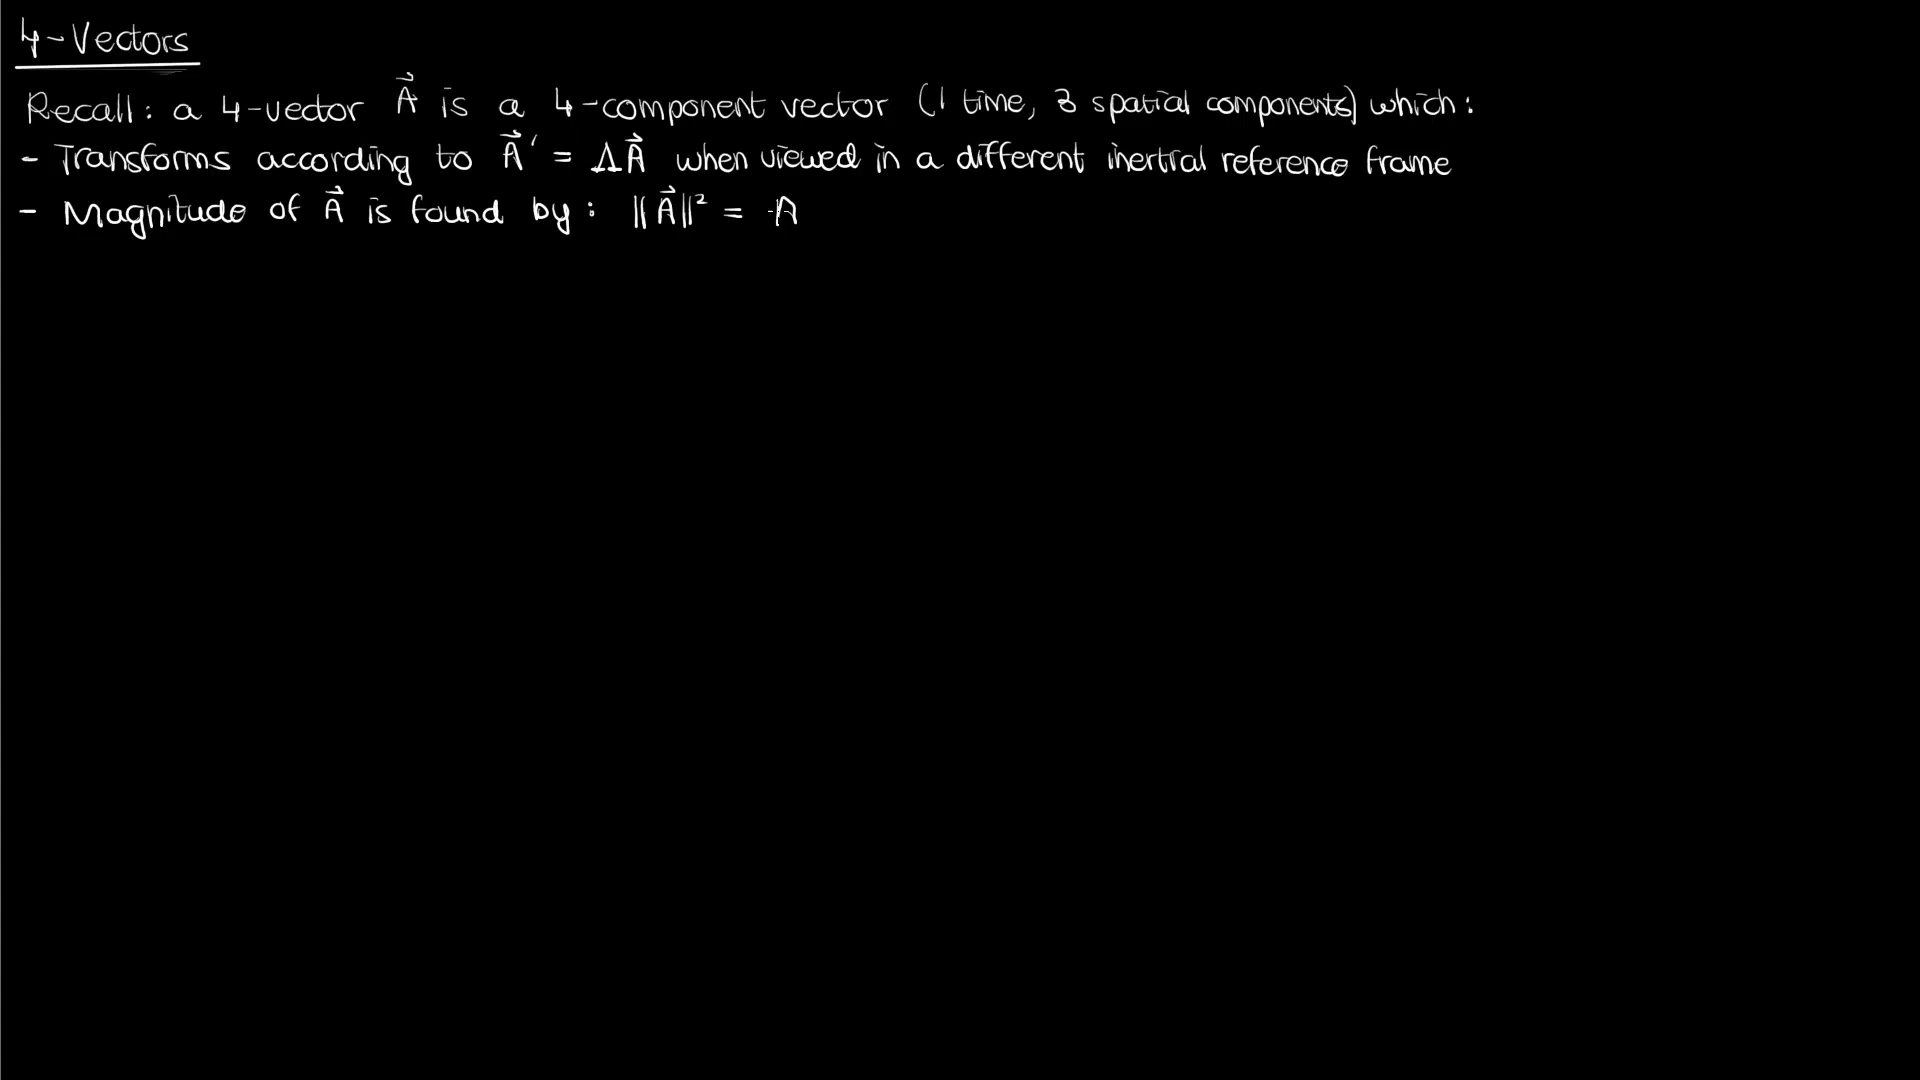 4-Vectors
Recall: a 4-vector A⃗ is a 4-component vector (1 time, 3 spatial components) which:
- Transforms according to A⃗' = ΛA⃗ when viewed in a different inertial reference frame
- Magnitude of A⃗ is found by: ||A⃗||² = -A